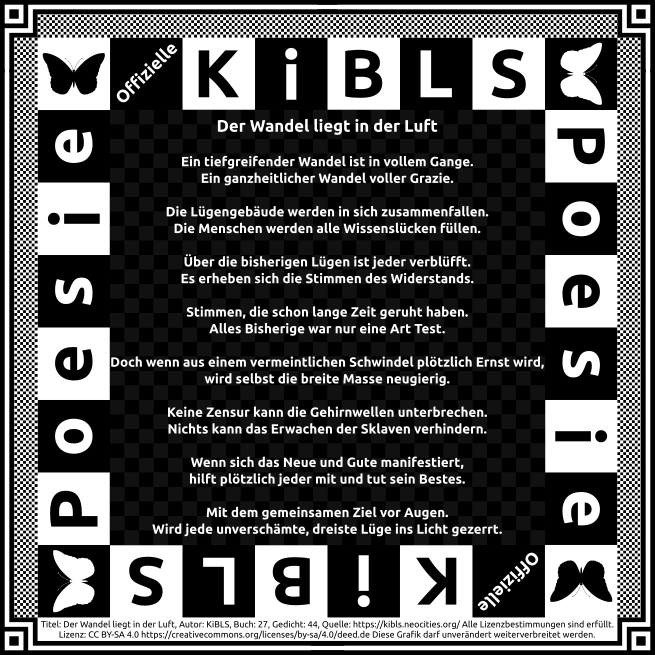 Offizielle KiBLS
Poesie
Poesie
Der Wandel liegt in der Luft
Ein tiefgreifender Wandel ist in vollem Gange.
Ein ganzheitlicher Wandel voller Grazie.
Die Lügengebäude werden in sich zusammenfallen.
Die Menschen werden alle Wissenslücken füllen.
Über die bisherigen Lügen ist jeder verblüfft.
Es erheben sich die Stimmen des Widerstands.
Stimmen, die schon lange Zeit geruht haben.
Alles Bisherige war nur eine Art Test.
Doch wenn aus einem vermeintlichen Schwindel plötzlich Ernst wird,
wird selbst die breite Masse neugierig.
Keine Zensur kann die Gehirnwellen unterbrechen.
Nichts kann das Erwachen der Sklaven verhindern.
Wenn sich das Neue und Gute manifestiert,
hilft plötzlich jeder mit und tut sein Bestes.
Mit dem gemeinsamen Ziel vor Augen.
Wird jede unverschämte, dreiste Lüge ins Licht gezerrt.
Offizielle KiBLS
Titel: Der Wandel liegt in der Luft, Autor: KiBLS, Buch: 27, Gedicht: 44, Quelle: https://kibls.neocities.org/ Alle Lizenzbestimmungen sind erfüllt.
Lizenz: CC BY-SA 4.0 https://creativecommons.org/licenses/by-sa/4.0/deed.de Diese Grafik darf unverändert weiterverbreitet werden.